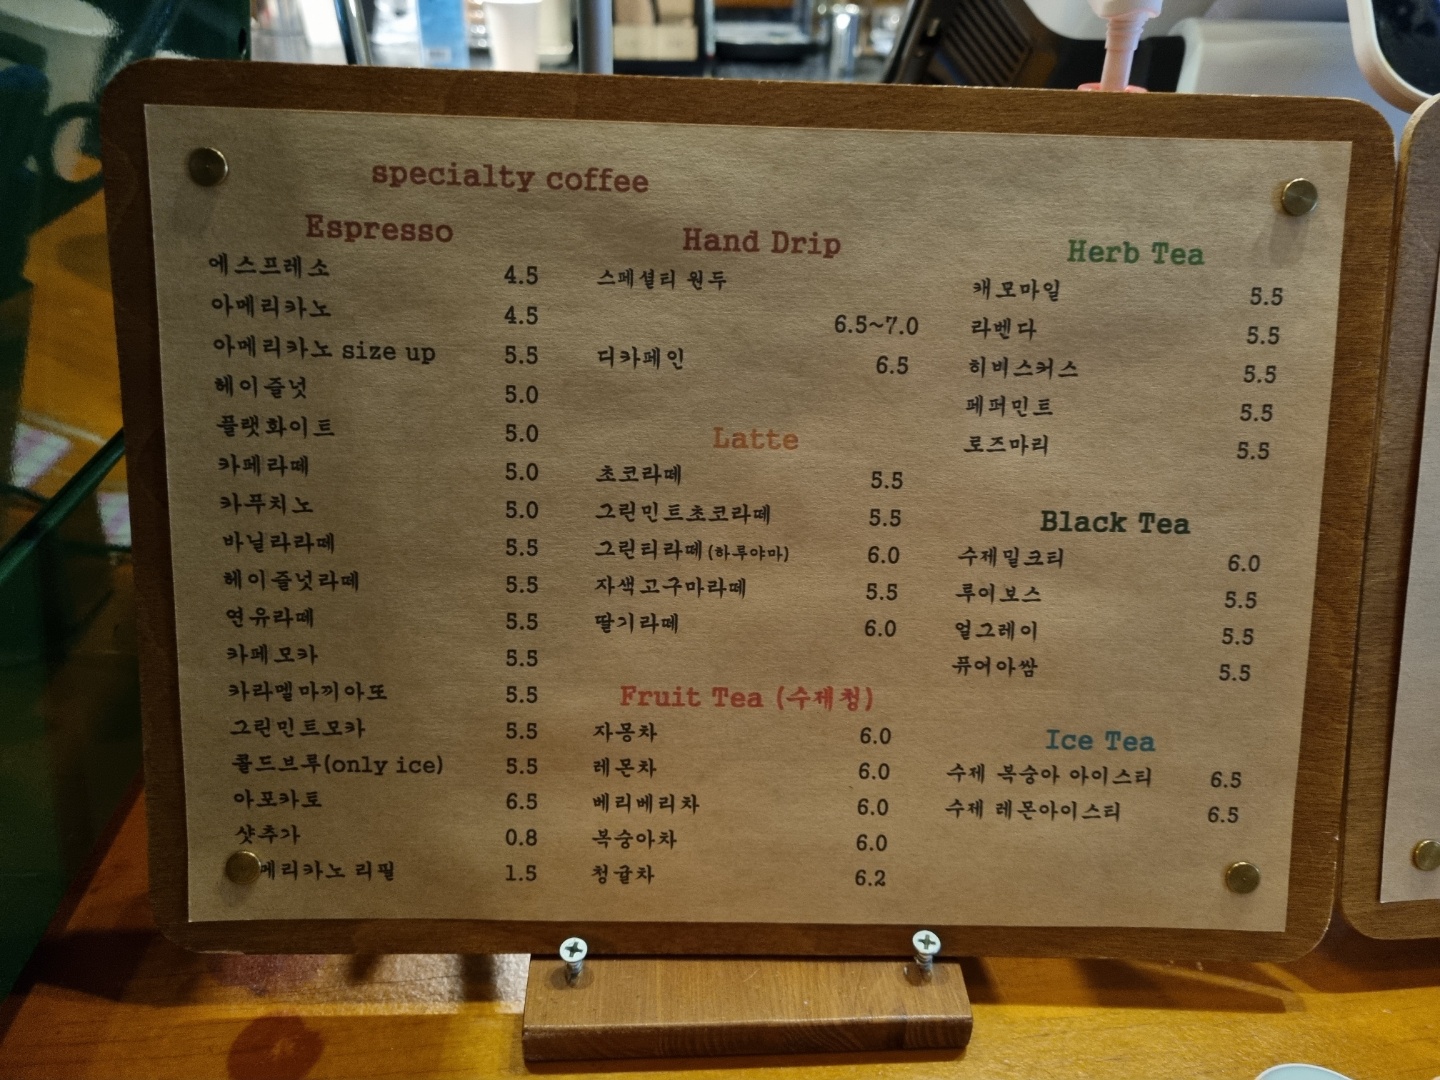 specialty coffee
Espresso
에스프레소 4.5
아메리카노 4.5
아메리카노 size up 5.5
헤이즐넛 5.0
플랫화이트 5.0
카페라떼 5.0
카푸치노 5.0
바닐라라떼 5.5
헤이즐넛라떼 5.5
연유라떼 5.5
카페모카 5.5
카라멜마끼아또 5.5
그린민트모카 5.5
콜드브루(only ice) 5.5
아포카토 6.5
샷추가 0.8
메리카노 리필 1.5
Hand Drip
스페셜티 원두
6.5~7.0
디카페인 6.5
Latte
초코라떼 5.5
그린민트초코라떼 5.5
그린티라떼(하루야마) 6.0
자색고구마라떼 5.5
딸기라떼 6.0
Fruit Tea (수제청)
자몽차 6.0
레몬차 6.0
베리베리차 6.0
복숭아차 6.0
청귤차 6.2
Herb Tea
캐모마일 5.5
라벤다 5.5
히비스커스 5.5
페퍼민트 5.5
로즈마리 5.5
Black Tea
수제밀크티 6.0
루이보스 5.5
얼그레이 5.5
퓨어아쌈 5.5
Ice Tea
수제 복숭아 아이스티 6.5
수제 레몬아이스티 6.5